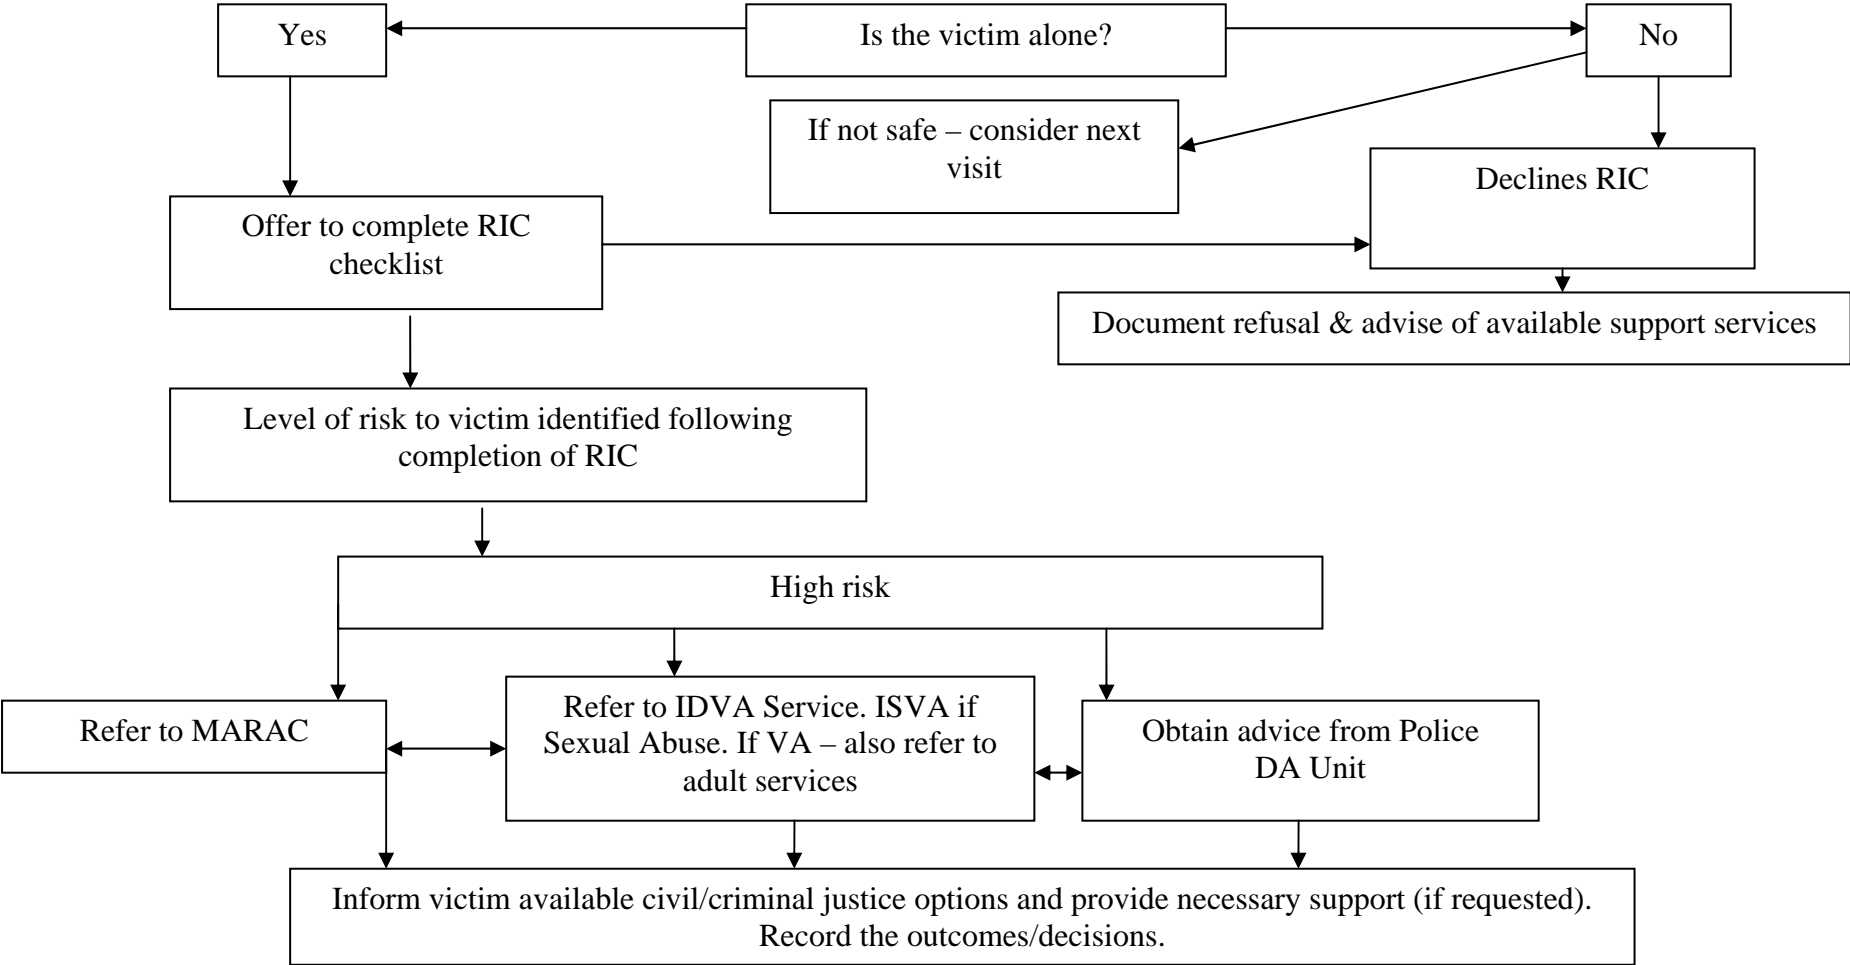 Yes
Is the victim alone?
No
If not safe – consider next
visit
Declines RIC
Offer to complete RIC
checklist
Document refusal & advise of available support services
Level of risk to victim identified following
completion of RIC
High risk
Refer to MARAC
Refer to IDVA Service. ISVA if
Sexual Abuse. If VA – also refer to
adult services
Obtain advice from Police
DA Unit
Inform victim available civil/criminal justice options and provide necessary support (if requested).
Record the outcomes/decisions.